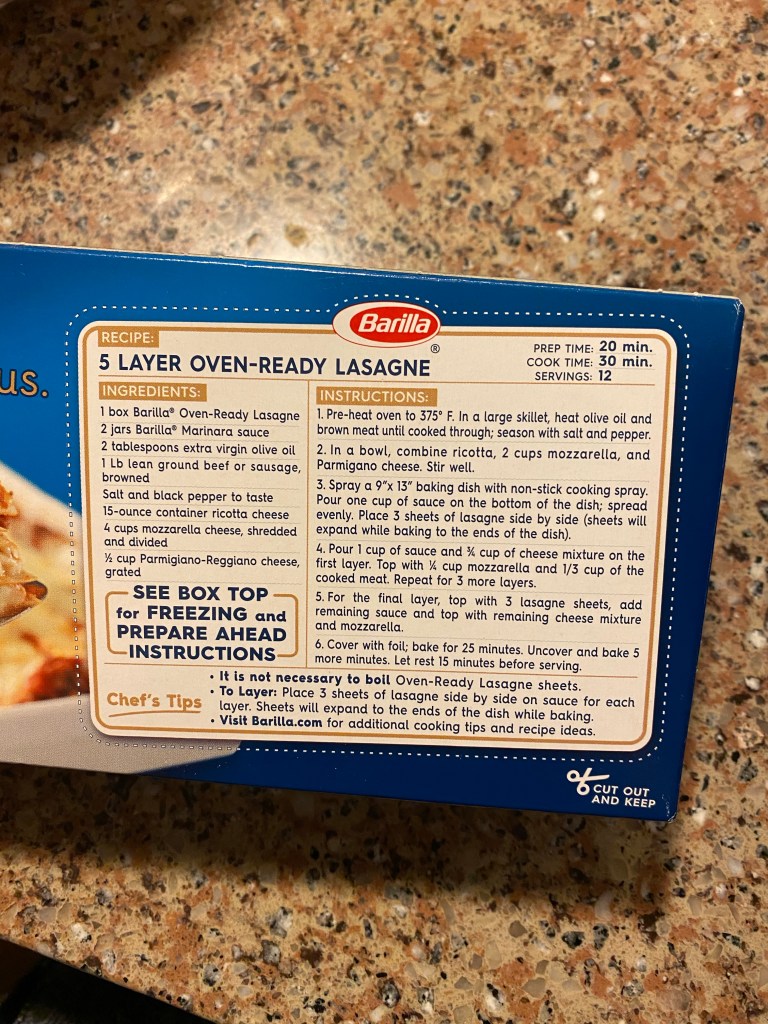 us.
Barilla®
RECIPE:
5 LAYER OVEN-READY LASAGNE
PREP TIME: 20 min.
COOK TIME: 30 min.
SERVINGS: 12
INGREDIENTS:
1 box Barilla® Oven-Ready Lasagne
2 jars Barilla® Marinara sauce
2 tablespoons extra virgin olive oil
1 Lb lean ground beef or sausage,
browned
Salt and black pepper to taste
15-ounce container ricotta cheese
4 cups mozzarella cheese, shredded
and divided
½ cup Parmigiano-Reggiano cheese,
grated
SEE BOX TOP
for FREEZING and
PREPARE AHEAD
INSTRUCTIONS
INSTRUCTIONS:
1. Pre-heat oven to 375° F. In a large skillet, heat olive oil and
brown meat until cooked through; season with salt and pepper.
2. In a bowl, combine ricotta, 2 cups mozzarella, and
Parmigano cheese. Stir well.
3. Spray a 9”x 13” baking dish with non-stick cooking spray.
Pour one cup of sauce on the bottom of the dish; spread
evenly. Place 3 sheets of lasagne side by side (sheets will
expand while baking to the ends of the dish).
4. Pour 1 cup of sauce and ¾ cup of cheese mixture on the
first layer. Top with ¼ cup mozzarella and 1/3 cup of the
cooked meat. Repeat for 3 more layers.
5. For the final layer, top with 3 lasagne sheets, add
remaining sauce and top with remaining cheese mixture
and mozzarella.
6. Cover with foil; bake for 25 minutes. Uncover and bake 5
more minutes. Let rest 15 minutes before serving.
Chef's Tips
• It is not necessary to boil Oven-Ready Lasagne sheets.
• To Layer: Place 3 sheets of lasagne side by side on sauce for each
layer. Sheets will expand to the ends of the dish while baking.
• Visit Barilla.com for additional cooking tips and recipe ideas.
CUT OUT
AND KEEP